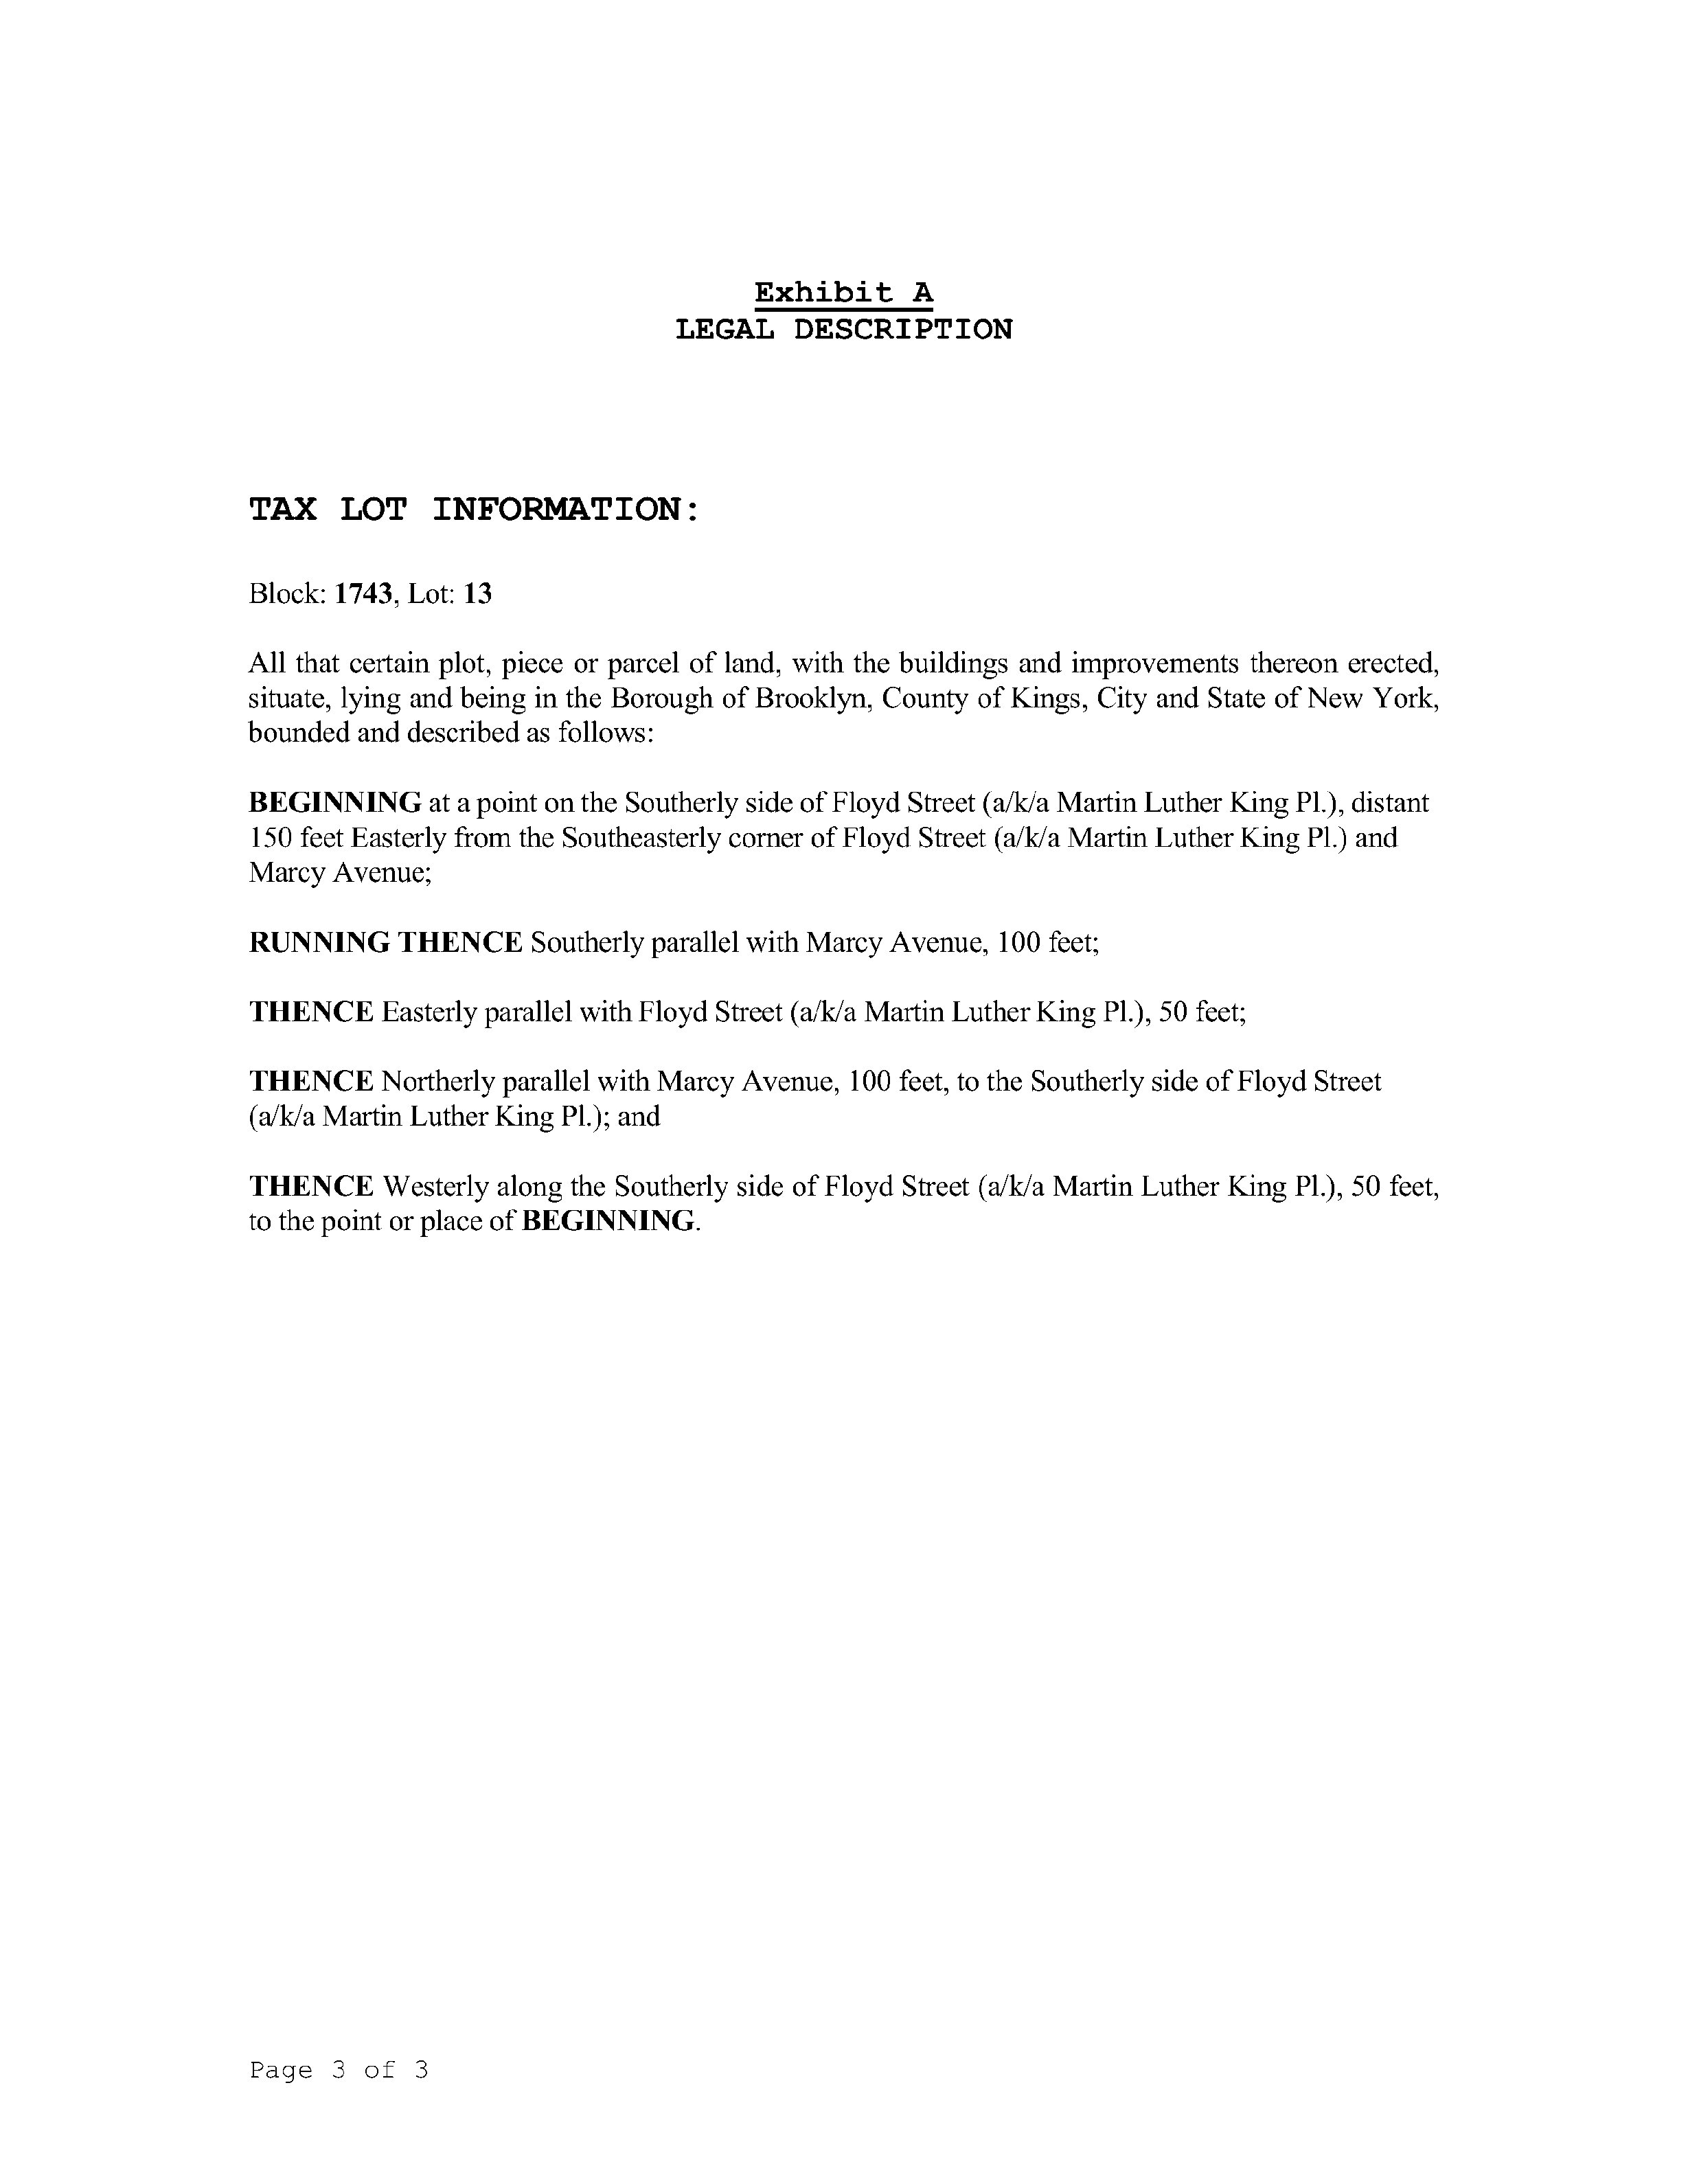 Exhibit A
LEGAL DESCRIPTION
TAX LOT INFORMATION:
Block: 1743, Lot: 13
All that certain plot, piece or parcel of land, with the buildings and improvements thereon erected,
situate, lying and being in the Borough of Brooklyn, County of Kings, City and State of New York,
bounded and described as follows:
BEGINNING at a point on the Southerly side of Floyd Street (a/k/a Martin Luther King Pl.), distant
150 feet Easterly from the Southeasterly corner of Floyd Street (a/k/a Martin Luther King Pl.) and
Marcy Avenue;
RUNNING THENCE Southerly parallel with Marcy Avenue, 100 feet;
THENCE Easterly parallel with Floyd Street (a/k/a Martin Luther King Pl.), 50 feet;
THENCE Northerly parallel with Marcy Avenue, 100 feet, to the Southerly side of Floyd Street
(a/k/a Martin Luther King Pl.); and
THENCE Westerly along the Southerly side of Floyd Street (a/k/a Martin Luther King Pl.), 50 feet,
to the point or place of BEGINNING.
Page 3 of 3